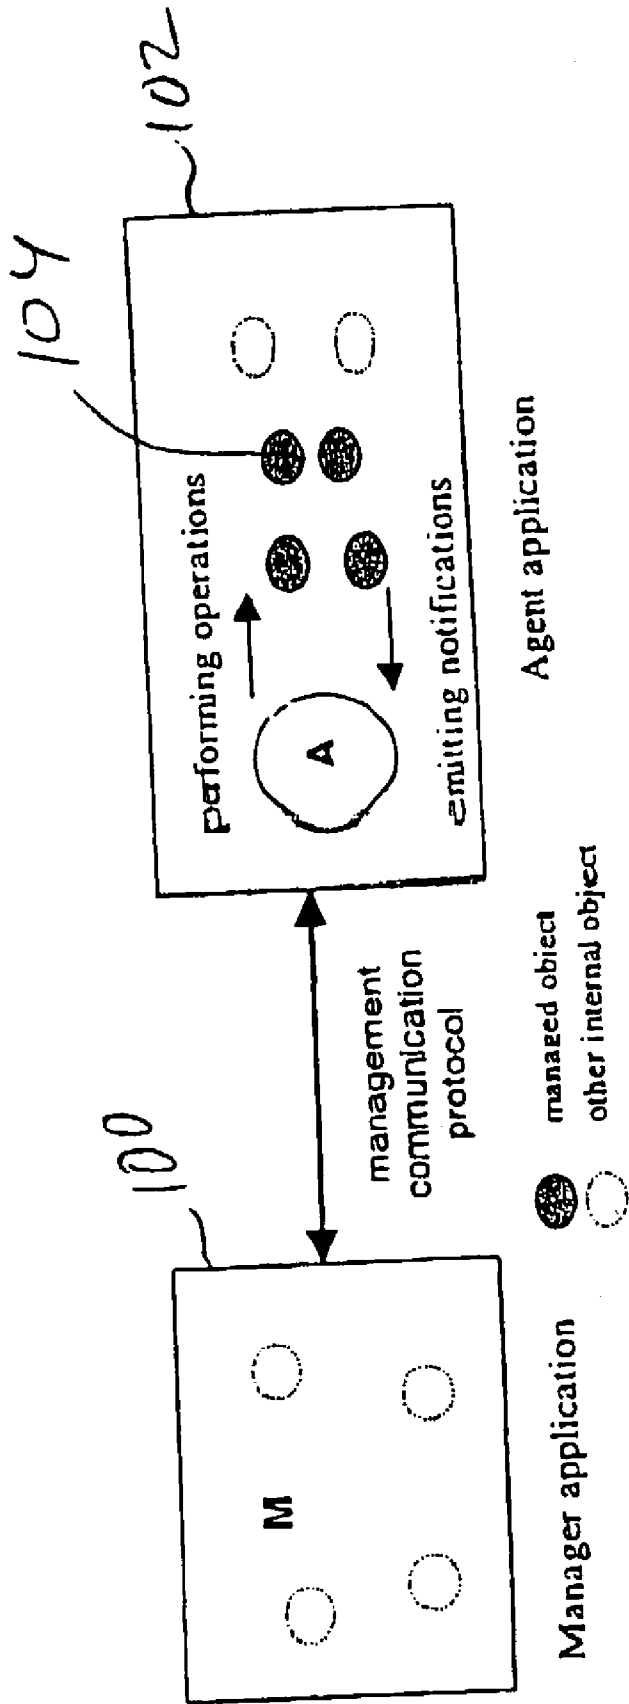 100
102
104
M
performing operations
A
emitting notifications
management
communication
protocol
Manager application
managed object
other internal object
Agent application